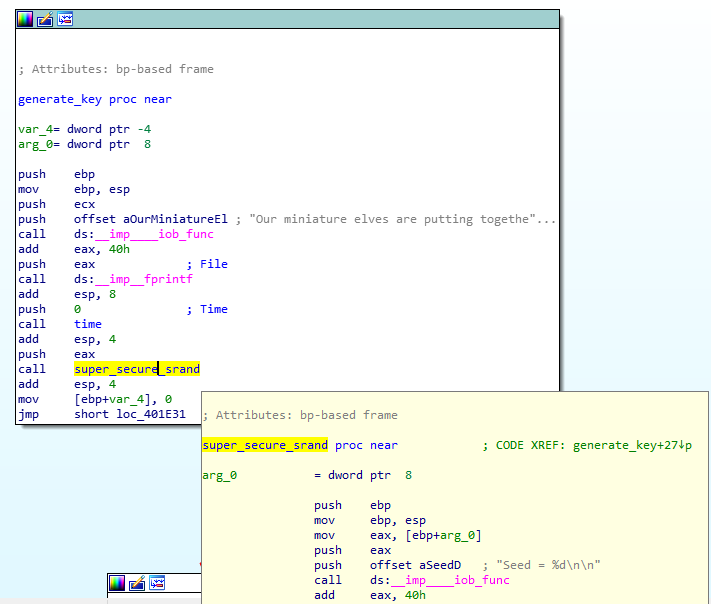 ; Attributes: bp-based frame
generate_key proc near
var_4= dword ptr -4
arg_0= dword ptr  8
push    ebp
mov     ebp, esp
push    ecx
push    offset aOurMiniatureEl ; "Our miniature elves are putting togethe"...
call    ds:__imp____iob_func
add     eax, 40h
push    eax             ; File
call    ds:__imp__fprintf
add     esp, 8
push    0               ; Time
call    time
add     esp, 4
push    eax
call    super_secure_srand
add     esp, 4
mov     [ebp+var_4], 0
jmp     short loc_401E31
; Attributes: bp-based frame
super_secure_srand proc near            ; CODE XREF: generate_key+27↓p
arg_0           = dword ptr  8
push    ebp
mov     ebp, esp
mov     eax, [ebp+arg_0]
push    eax
push    offset aSeedD   ; "Seed = %d\n\n"
call    ds:__imp____iob_func
add     eax, 40h